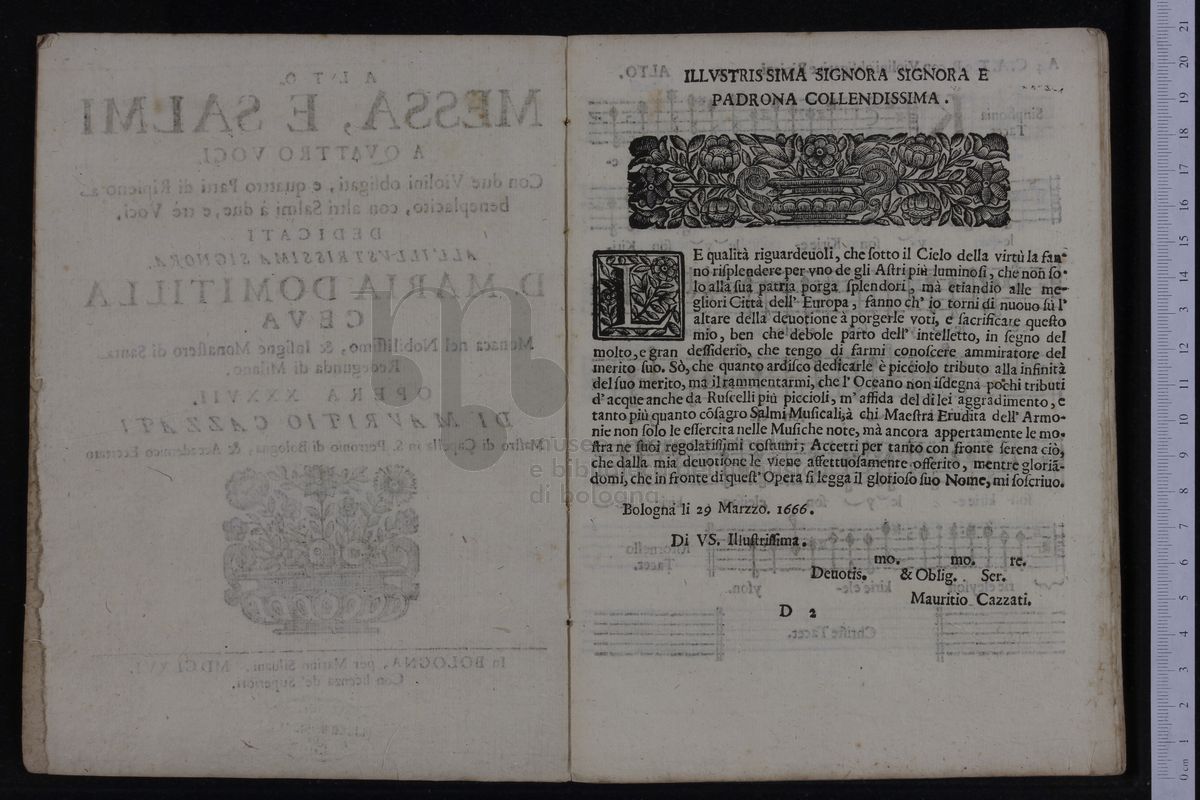 ALTO.
MESSA, E SALMI
A QVATTRO VOCI,
Con due Violini obligati, e quattro Parti di Ripieno à
beneplacito, con altri Salmi à due, e trè Voci,
DEDICATI
ALL'ILLVSTRISSIMA SIGNORA,
D. MARIA DOMITILLA
CEVA
Monaca nel Nobilissimo, & Insigne Monastero di Santa
Redegunda di Milano.
OPERA XXXVII.
DI MAVRITIO CAZZATI
Mastro di Capella in S. Petronio di Bologna, & Academico Eccitato
In BOLOGNA, per Marino Siluani. MDCLXVI.
Con licenza de' Superiori.
ILLVSTRISSIMA SIGNORA SIGNORA E
PADRONA COLLENDISSIMA.
LE qualità riguardeuoli, che sotto il Cielo della virtù la fan-
no risplendere per vno de gli Astri più luminosi, che non so-
lo alla sua patria porga splendori, mà etiandio alle me-
gliori Città dell' Europa, fanno ch' io torni di nuouo sù l'
altare della deuotione à porgerle voti, e sacrificare questo
mio, ben che debole parto dell' intelletto, in segno del
molto, e gran dessiderio, che tengo di farmi conoscere ammiratore del
merito suo. Sò, che quanto ardisco dedicarle è picciolo tributo alla infinità
del suo merito, mà il rammentarmi, che l' Oceano non isdegna pochi tributi
d' acque anche da Ruscelli più piccioli, m' affida del di lei aggradimento, e
tanto più quanto cōsagro Salmi Musicali, à chi Maestra Erudita dell' Armo-
nie non solo le essercita nelle Musiche note, mà ancora appertamente le mo-
stra ne suoi regolatissimi costumi; Accetti per tanto con fronte serena ciò,
che dalla mia deuotione le viene affettuosamente offerito, mentre gloriā-
domi, che in fronte di quest' Opera si legga il glorioso suo Nome, mi soscriuo.
Bologna li 29 Marzo. 1666.
Di VS. Illustrissima.
mo. mo. re.
Deuotis. & Oblig. Ser.
Mauritio Cazzati.
D 2